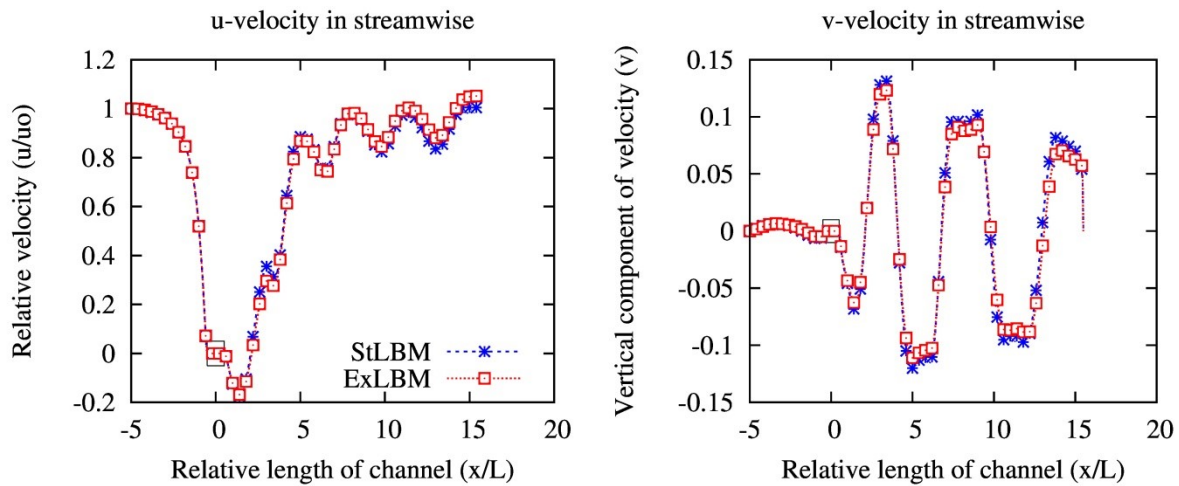 u-velocity in streamwise
Relative velocity (u/uo)
1.2
1
0.8
0.6
0.4
0.2
0
-0.2
StLBM
ExLBM
-5 0 5 10 15 20
Relative length of channel (x/L)
v-velocity in streamwise
Vertical component of velocity (v)
0.15
0.10
0.05
0
-0.05
-0.10
-0.15
-5 0 5 10 15 20
Relative length of channel (x/L)